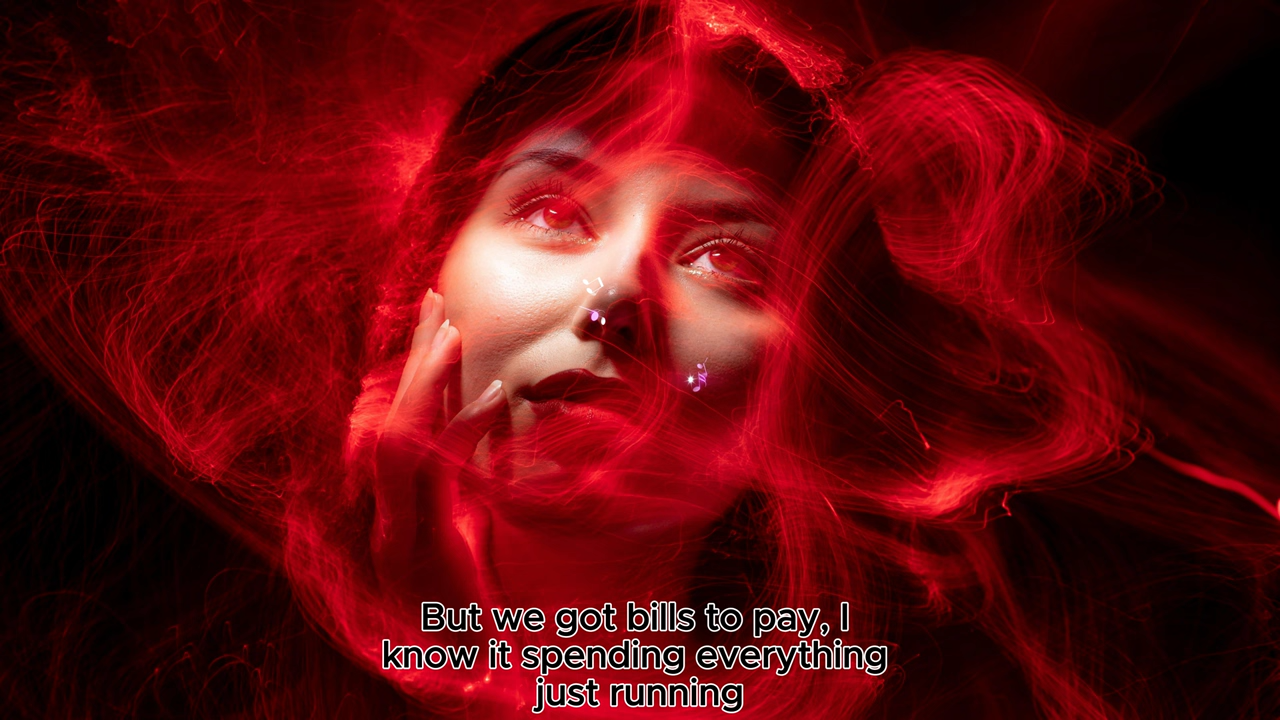 But we got bills to pay, I
know it spending everything
just running